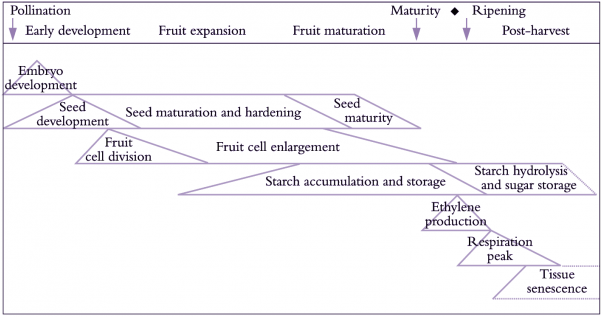 Pollination
Maturity ◆ Ripening
Early development Fruit expansion Fruit maturation Post-harvest
Embryo
development
Seed
development
Seed maturation and hardening
Seed
maturity
Fruit
cell division
Fruit cell enlargement
Starch accumulation and storage
Starch hydrolysis
and sugar storage
Ethylene
production
Respiration
peak
Tissue
senescence